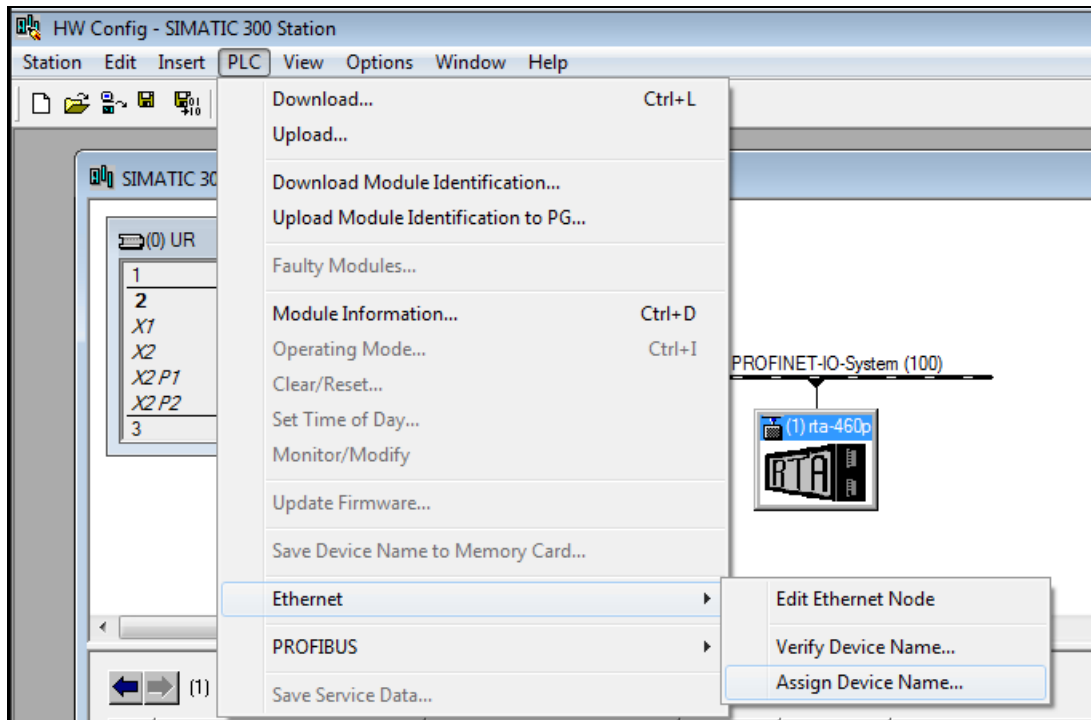 HW Config - SIMATIC 300 Station
Station Edit Insert PLC View Options Window Help
Download... Ctrl+L
Upload...
SIMATIC 30
Download Module Identification...
Upload Module Identification to PG...
(0) UR
Faulty Modules...
1
2
X1
X2
X2 P1
X2 P2
3
Module Information... Ctrl+D
Operating Mode... Ctrl+I
Clear/Reset...
Set Time of Day...
Monitor/Modify
PROFINET-IO-System (100)
(1) rta-460p
RTA
Update Firmware...
Save Device Name to Memory Card...
Ethernet
Edit Ethernet Node
PROFIBUS
Verify Device Name...
Assign Device Name...
(1)
Save Service Data...